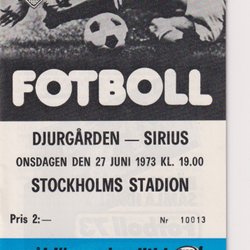 FOTBOLL
DJURGÅRDEN — SIRIUS
ONSDAGEN DEN 27 JUNI 1973 KL. 19.00
STOCKHOLMS STADION
Pris 2:— Nr 10013